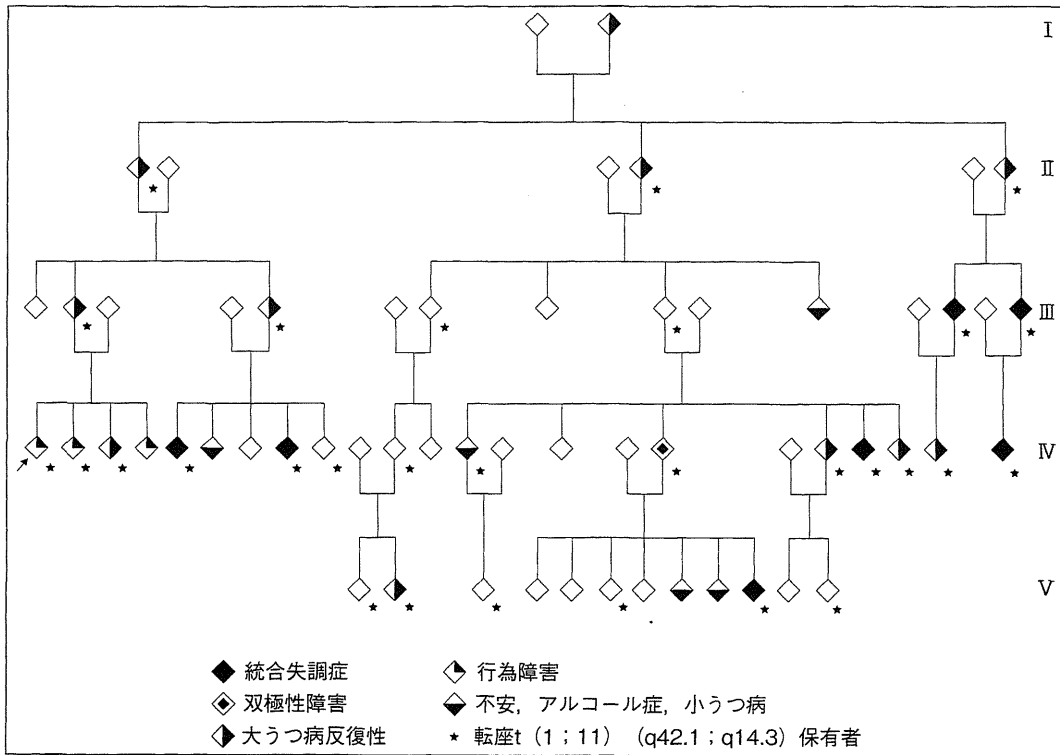 I
II
III
IV
V
統合失調症
行為障害
双極性障害
不安，アルコール症，小うつ病
大うつ病反復性
★ 転座t（1；11）（q42.1；q14.3）保有者